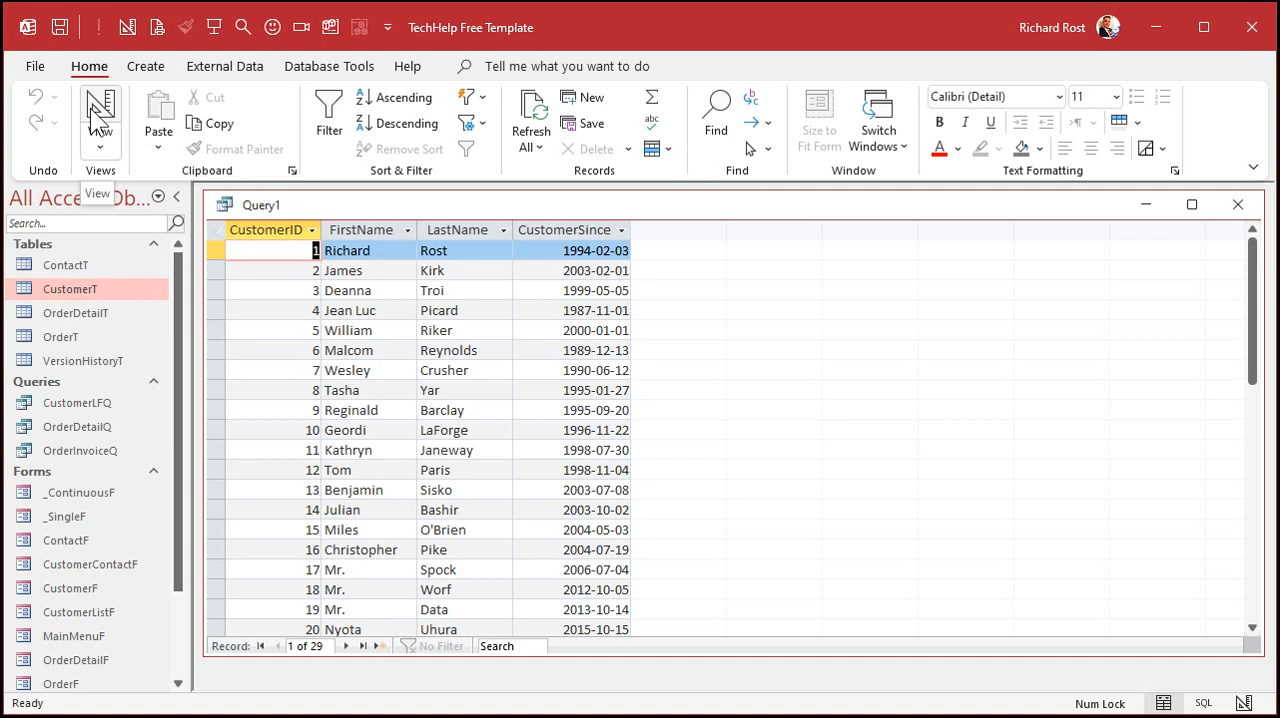 TechHelp Free Template
Richard Rost
File Home Create External Data Database Tools Help Tell me what you want to do
Cut
Copy
Format Painter
Paste
Filter
Ascending
Descending
Remove Sort
Refresh All
New
Save
Delete
Find
Size to Fit Form
Switch Windows
Calibri (Detail) 11
B I U
Undo Views Clipboard Sort & Filter Records Find Window Text Formatting
View
Search...
Tables
ContactT
CustomerT
OrderDetailT
OrderT
VersionHistoryT
Queries
CustomerLFQ
OrderDetailQ
OrderInvoiceQ
Forms
_ContinuousF
_SingleF
ContactF
CustomerContactF
CustomerF
CustomerListF
MainMenuF
OrderDetailF
OrderF
Query1
CustomerID FirstName LastName CustomerSince
1 Richard Rost 1994-02-03
2 James Kirk 2003-02-01
3 Deanna Troi 1999-05-05
4 Jean Luc Picard 1987-11-01
5 William Riker 2000-01-01
6 Malcom Reynolds 1989-12-13
7 Wesley Crusher 1990-06-12
8 Tasha Yar 1995-01-27
9 Reginald Barclay 1995-09-20
10 Geordi LaForge 1996-11-22
11 Kathryn Janeway 1998-07-30
12 Tom Paris 1998-11-04
13 Benjamin Sisko 2003-07-08
14 Julian Bashir 2003-10-02
15 Miles O'Brien 2004-05-03
16 Christopher Pike 2004-07-19
17 Mr. Spock 2006-07-04
18 Mr. Worf 2012-10-05
19 Mr. Data 2013-10-14
20 Nyota Uhura 2015-10-15
Record: 1 of 29 No Filter Search
Ready
Num Lock SQL